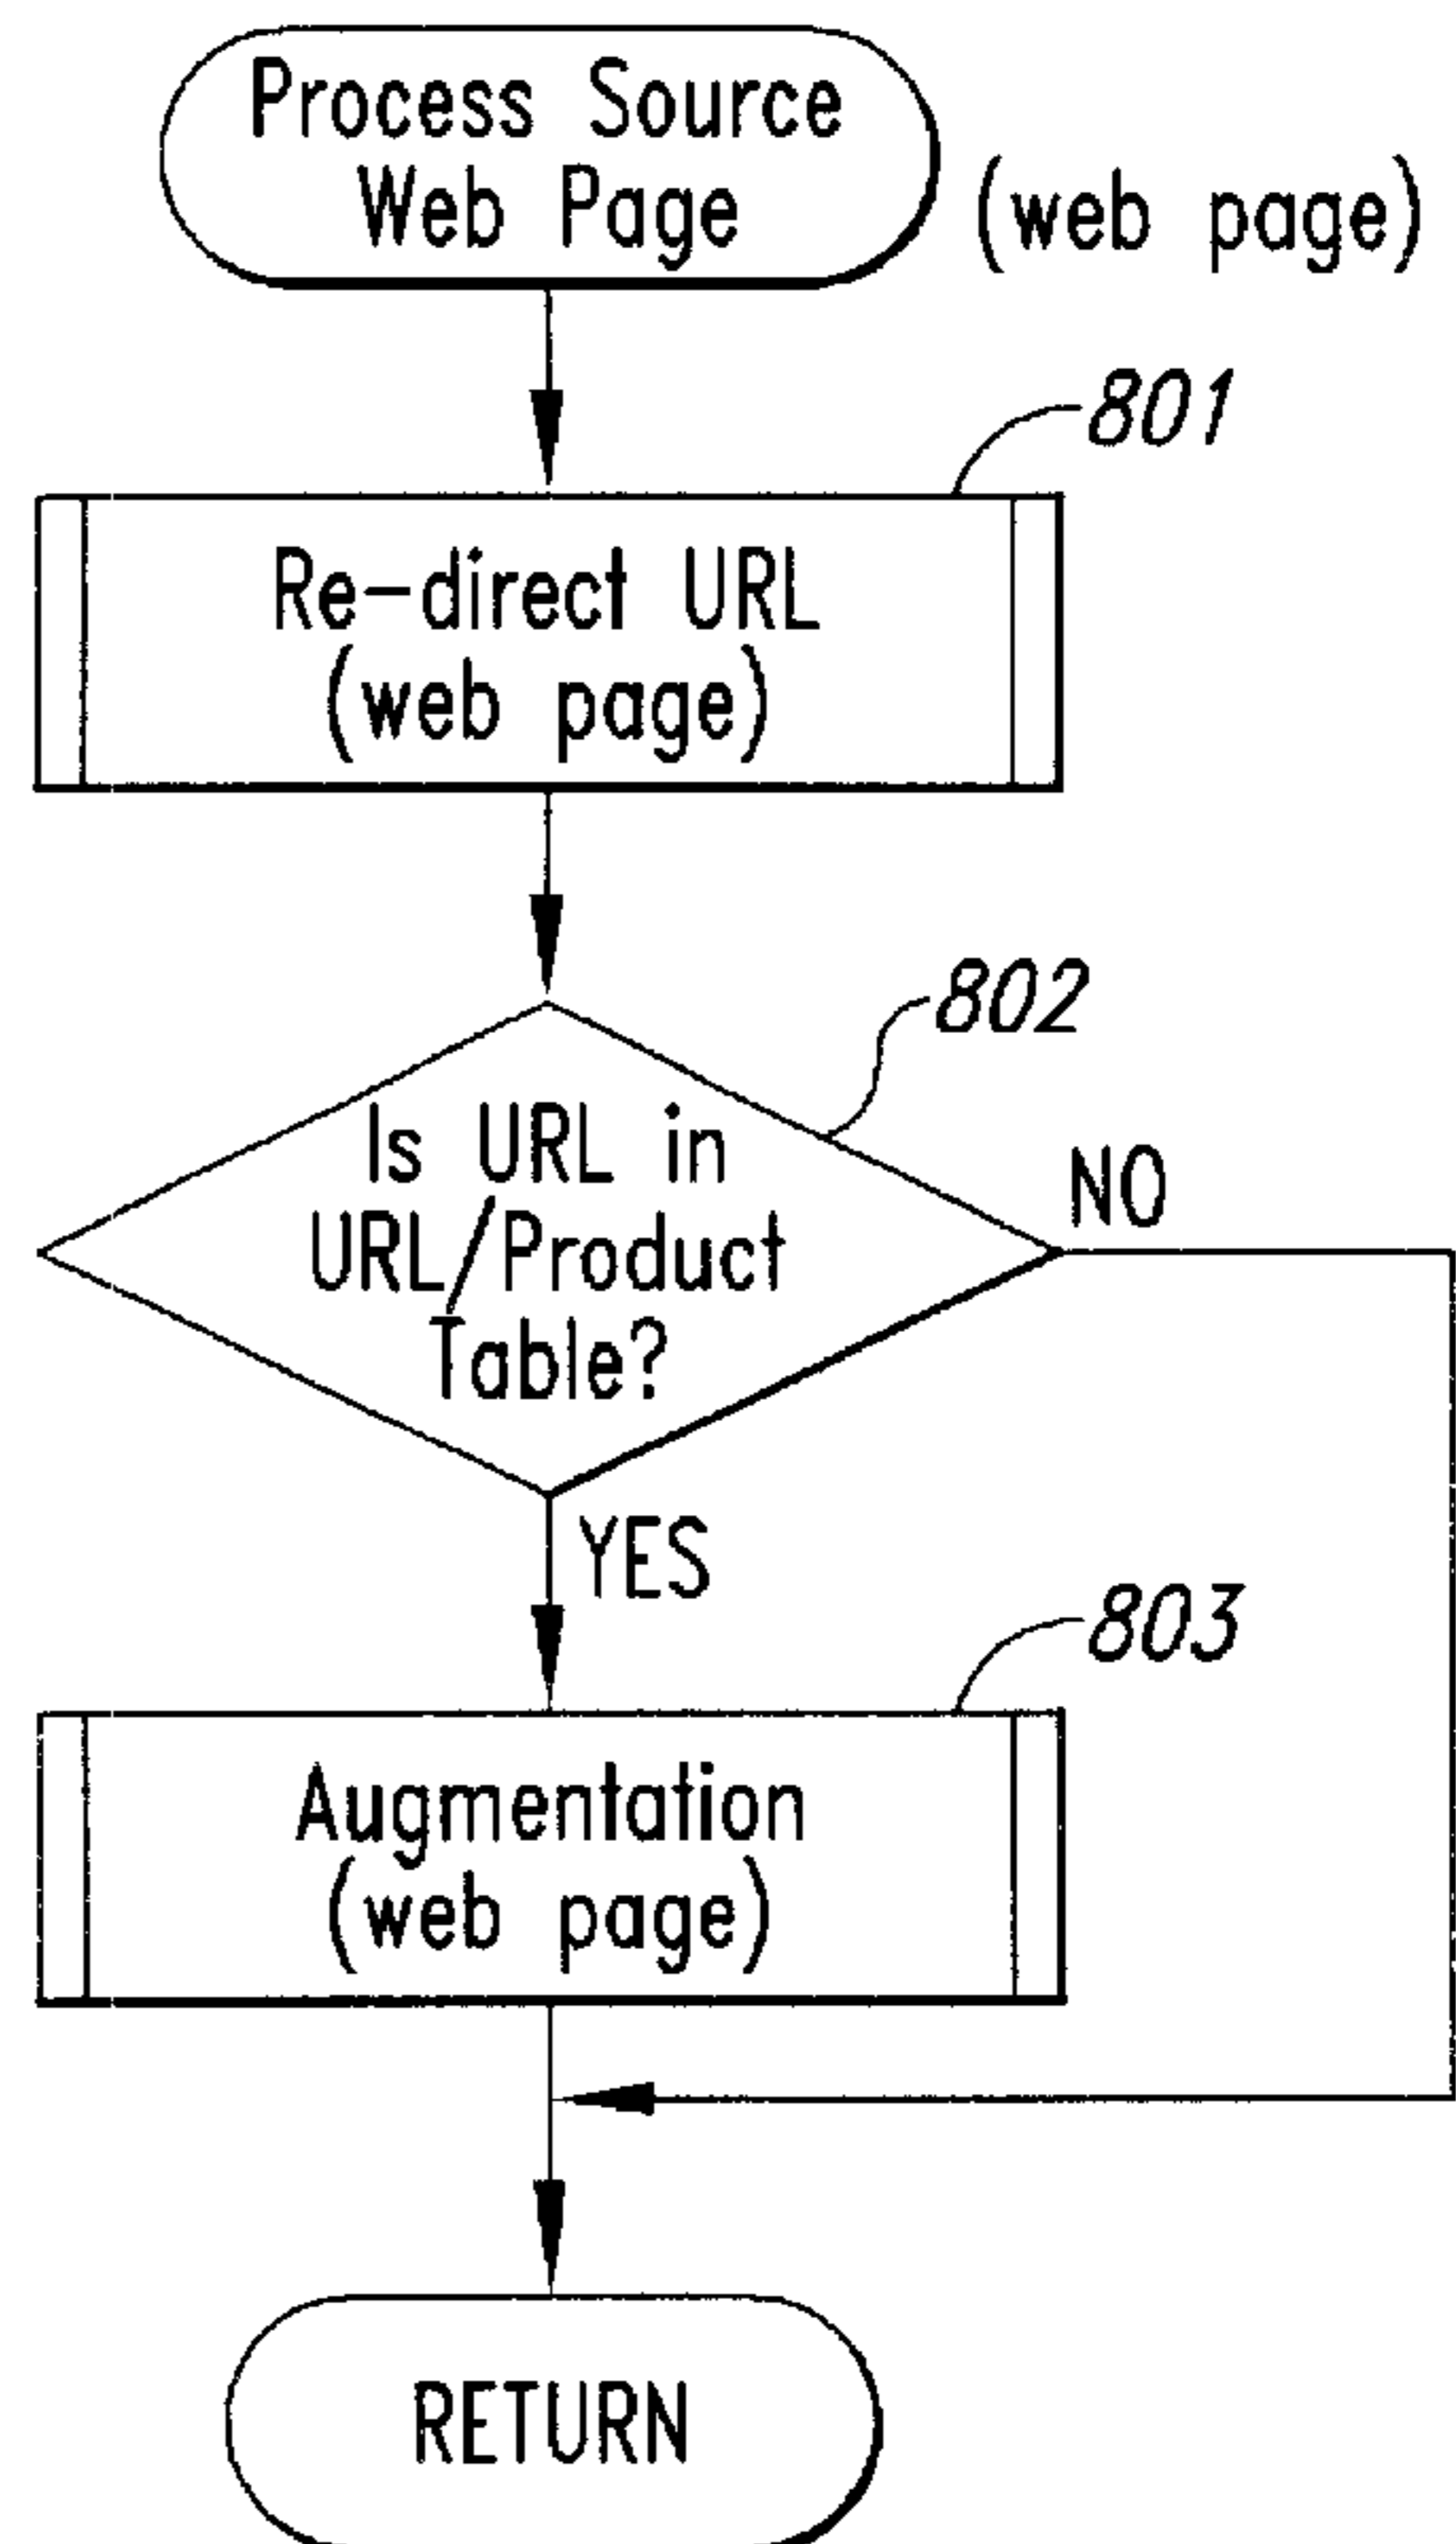 Process Source
Web Page
(web page)
801
Re-direct URL
(web page)
802
Is URL in
URL/Product
Table?
NO
YES
803
Augmentation
(web page)
RETURN